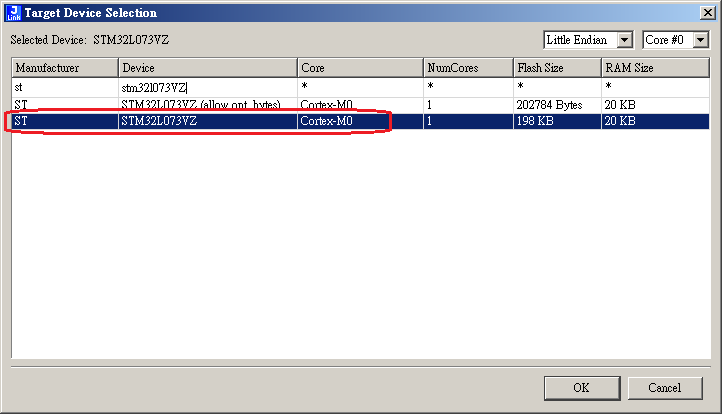 J LINK Target Device Selection
Selected Device: STM32L073VZ Little Endian Core #0
Manufacturer Device Core NumCores Flash Size RAM Size
st stm32l073VZ * * * *
ST STM32L073VZ (allow opt. bytes) Cortex-M0 1 202784 Bytes 20 KB
ST STM32L073VZ Cortex-M0 1 198 KB 20 KB
OK Cancel